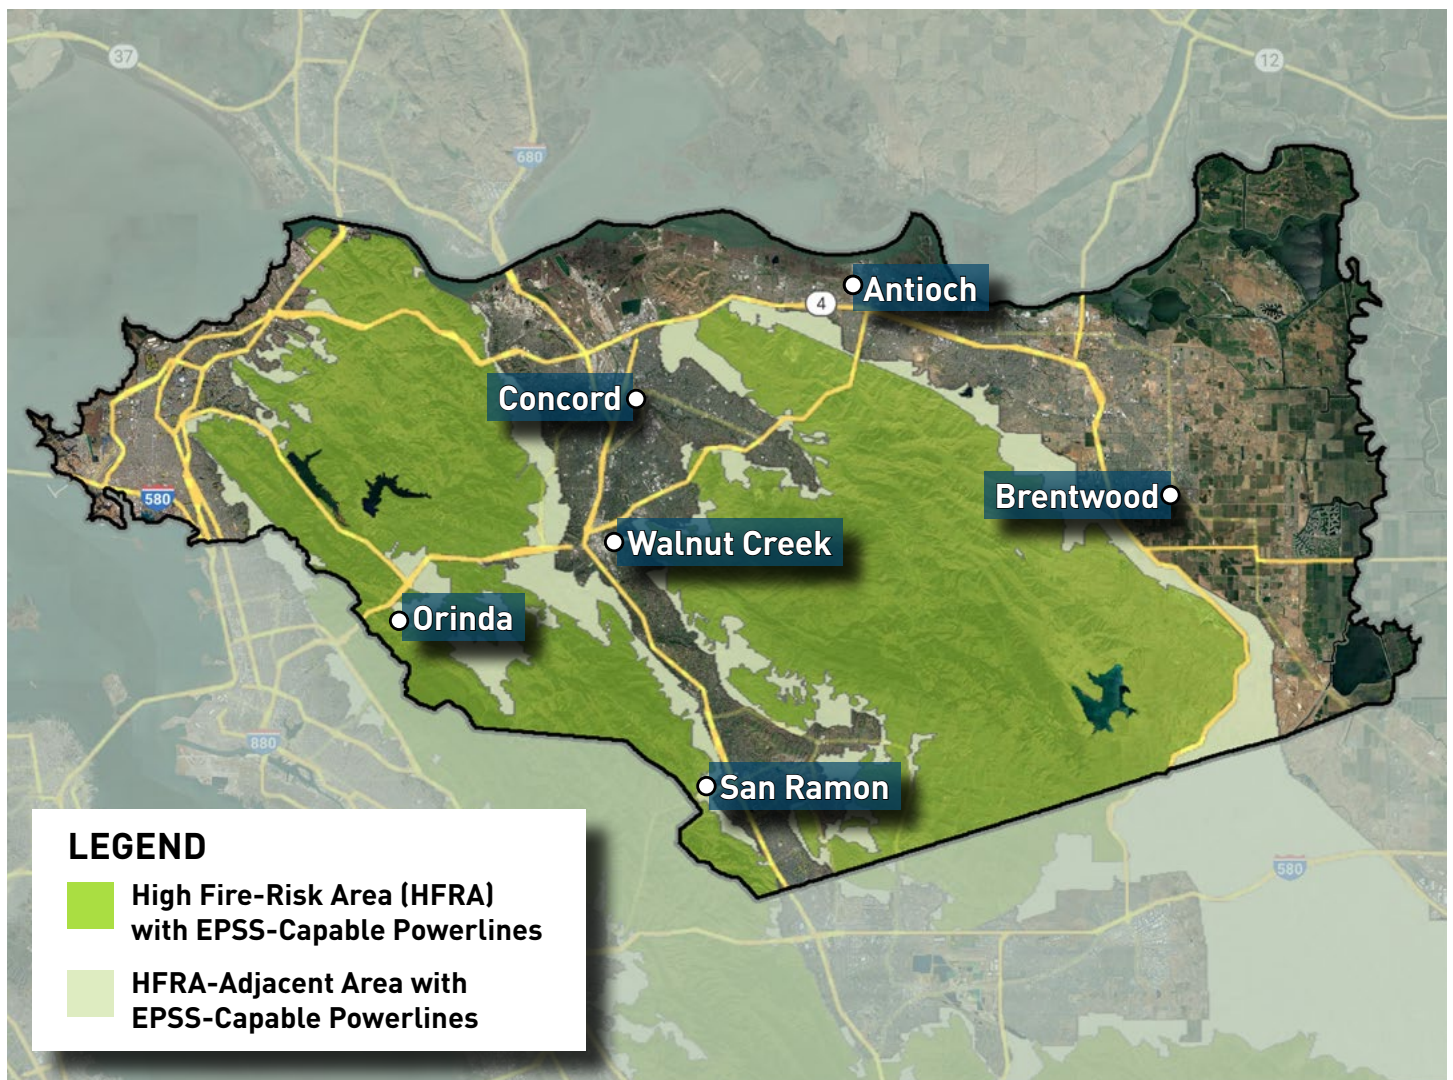 37
12
680
Antioch
4
Concord
Brentwood
580
Walnut Creek
Orinda
880
San Ramon
580
LEGEND
High Fire-Risk Area (HFRA)
with EPSS-Capable Powerlines
HFRA-Adjacent Area with
EPSS-Capable Powerlines